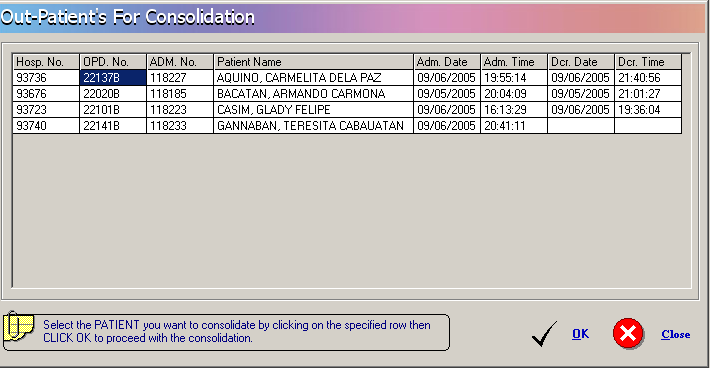 Out-Patient's For Consolidation
Hosp. No. OPD. No. ADM. No. Patient Name Adm. Date Adm. Time Dcr. Date Dcr. Time
93736 22137B 118227 AQUINO, CARMELITA DELA PAZ 09/06/2005 19:55:14 09/06/2005 21:40:56
93676 22020B 118185 BACATAN, ARMANDO CARMONA 09/05/2005 20:04:09 09/05/2005 21:01:27
93723 22101B 118223 CASIM, GLADY FELIPE 09/06/2005 16:13:29 09/06/2005 19:36:04
93740 22141B 118233 GANNABAN, TERESITA CABAUATAN 09/06/2005 20:41:11
Select the PATIENT you want to consolidate by clicking on the specified row then
CLICK OK to proceed with the consolidation.
OK Close